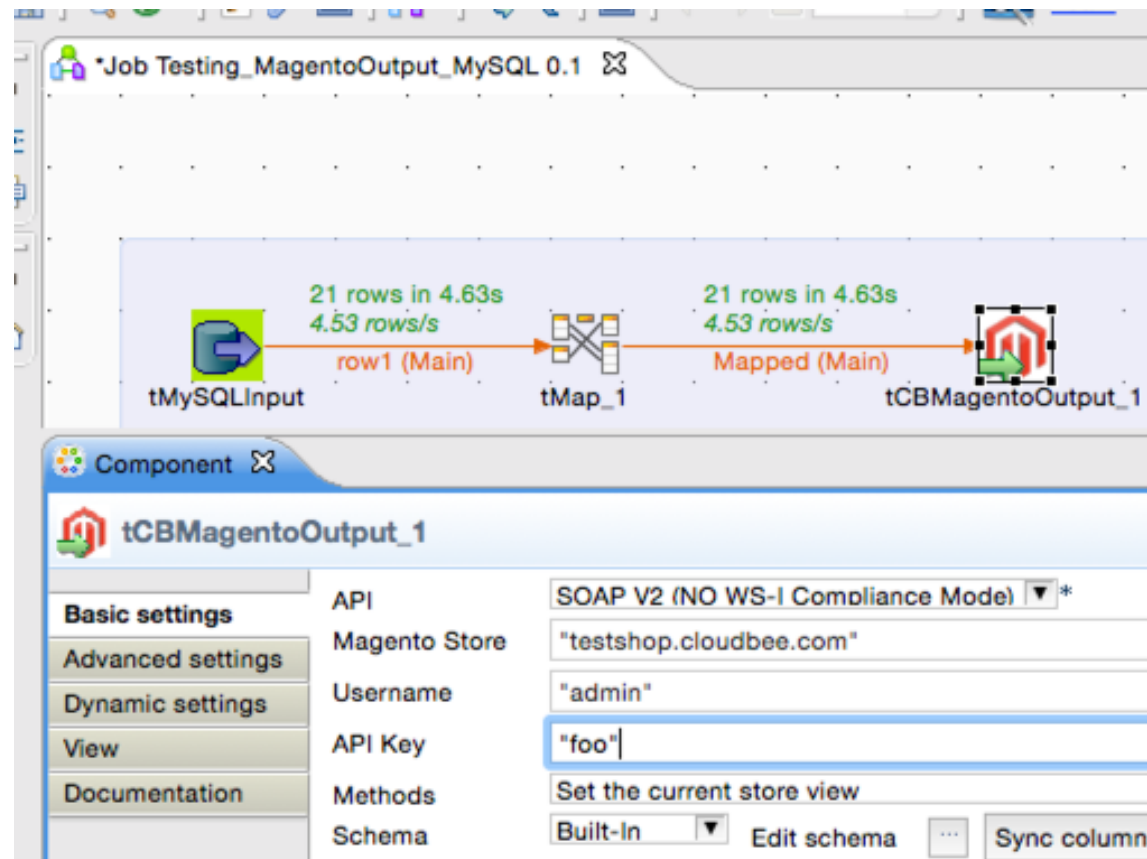 *Job Testing_MagentoOutput_MySQL 0.1
21 rows in 4.63s
4.53 rows/s
row1 (Main)
21 rows in 4.63s
4.53 rows/s
Mapped (Main)
tMySQLInput
tMap_1
tCBMagentoOutput_1
Component
tCBMagentoOutput_1
Basic settings
Advanced settings
Dynamic settings
View
Documentation
API
SOAP V2 (NO WS-I Compliance Mode) *
Magento Store
"testshop.cloudbee.com"
Username
"admin"
API Key
"foo"
Methods
Set the current store view
Schema
Built-In
Edit schema
...
Sync column